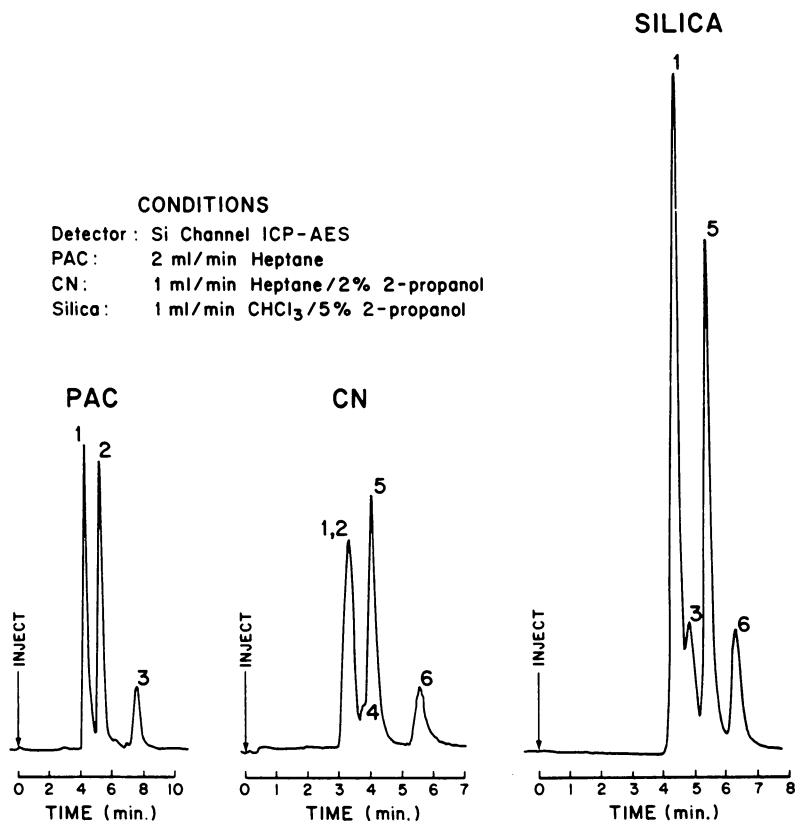 SILICA
CONDITIONS
Detector: Si Channel ICP-AES
PAC: 2 ml/min Heptane
CN: 1 ml/min Heptane/2% 2-propanol
Silica: 1 ml/min CHCl₃/5% 2-propanol
PAC
CN
1
2
3
1,2
5
4
6
1
5
3
6
INJECT
INJECT
INJECT
0 2 4 6 8 10
TIME (min.)
0 1 2 3 4 5 6 7
TIME (min.)
0 1 2 3 4 5 6 7 8
TIME (min.)